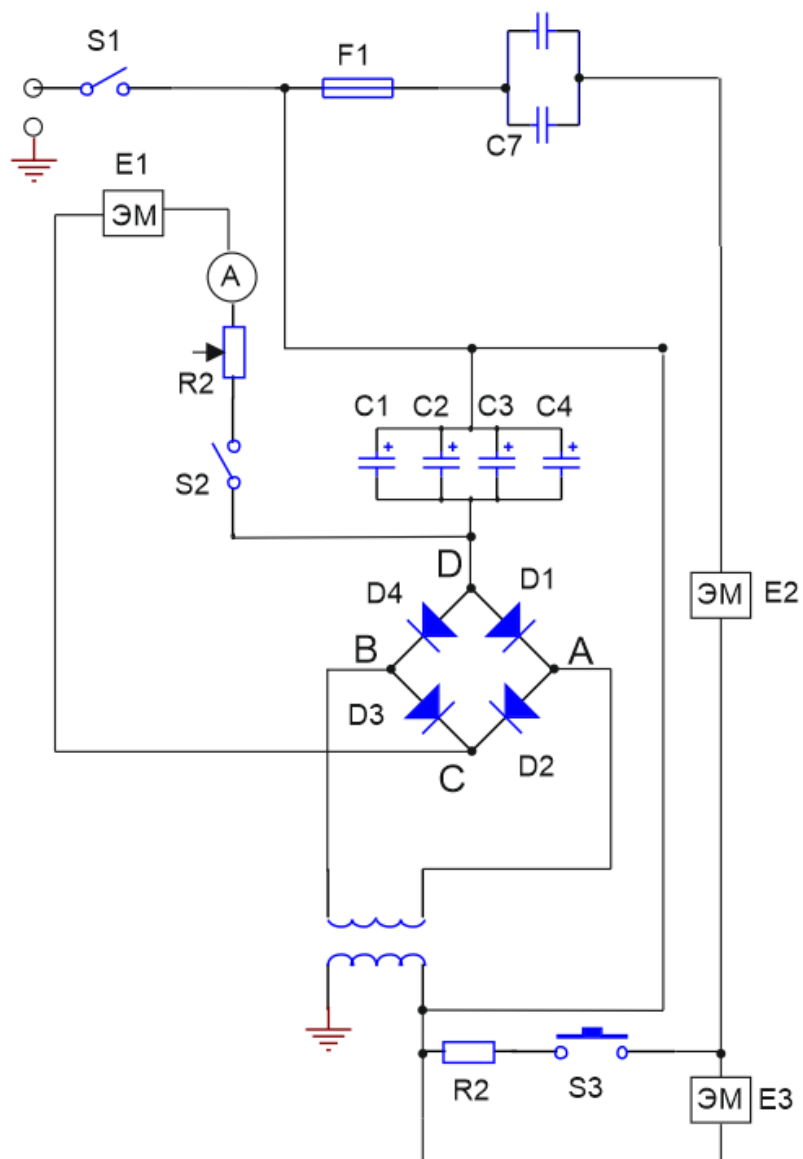 S1
F1
C7
E1
ЭМ
A
R2
S2
C1 C2 C3 C4
+ + + +
D
D4 D1
B A
D3 D2
C
ЭМ E2
R2 S3
ЭМ E3